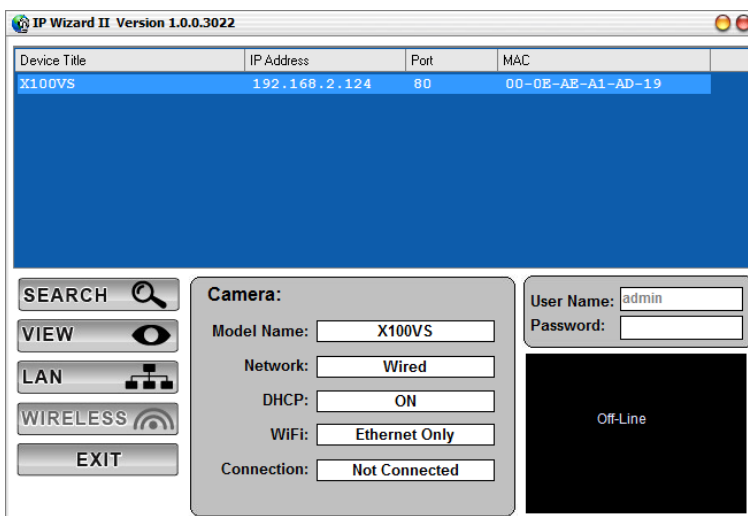 IP Wizard II Version 1.0.0.3022
Device Title IP Address Port MAC
X100VS 192.168.2.124 80 00-0E-AE-A1-AD-19
SEARCH
VIEW
LAN
WIRELESS
EXIT
Camera:
Model Name: X100VS
Network: Wired
DHCP: ON
WiFi: Ethernet Only
Connection: Not Connected
User Name: admin
Password:
Off-Line